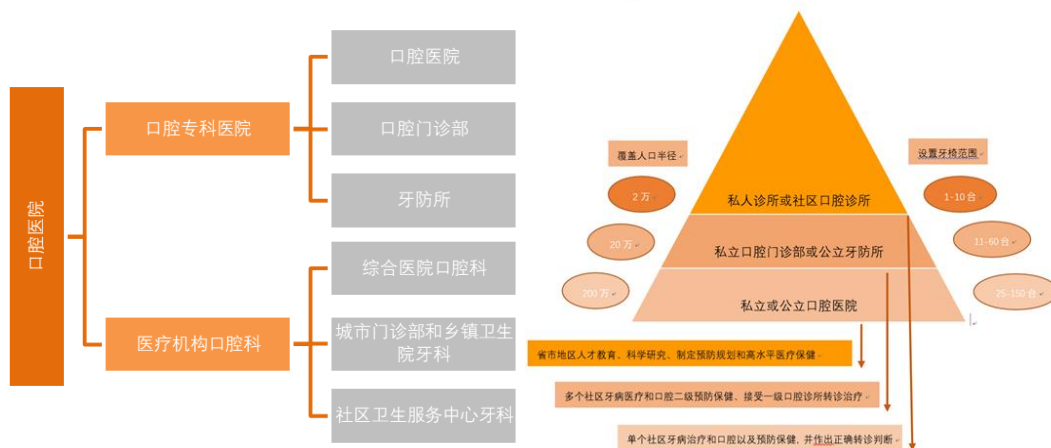 口腔医院
口腔专科医院
口腔医院
口腔门诊部
牙防所
医疗机构口腔科
综合医院口腔科
城市门诊部和乡镇卫生
院牙科
社区卫生服务中心牙科
覆盖人口半径
设置牙椅范围
2万
1-10台
私人诊所或社区口腔诊所
20万
11-60台
私立口腔门诊部或公立牙防所
200万
25-150台
私立或公立口腔医院
省市地区人才教育、科学研究、制定预防规划和高水平医疗保健
多个社区牙病医疗和口腔二级预防保健、接受一级口腔诊所转诊治疗
单个社区牙病治疗和口腔以及预防保健,并作出正确转诊判断